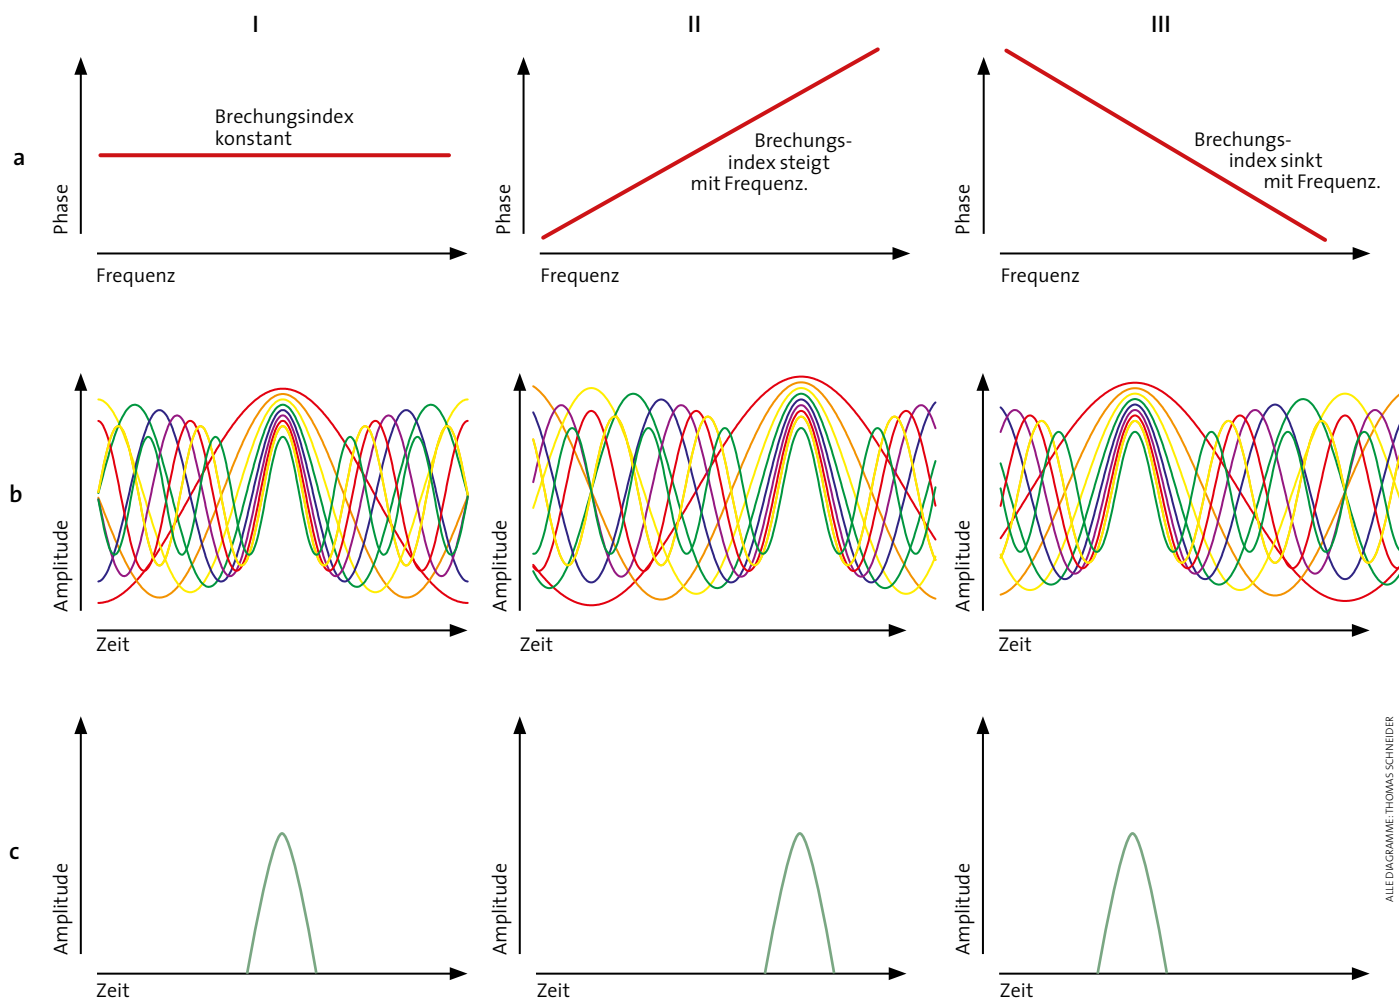 I
II
III
a
Phase
Brechungsindex
konstant
Frequenz
Phase
Brechungs-
index steigt
mit Frequenz.
Frequenz
Phase
Brechungs-
index sinkt
mit Frequenz.
Frequenz
b
Amplitude
Zeit
Amplitude
Zeit
Amplitude
Zeit
c
Amplitude
Zeit
Amplitude
Zeit
Amplitude
Zeit
ALLE DIAGRAMME: THOMAS SCHNEIDER